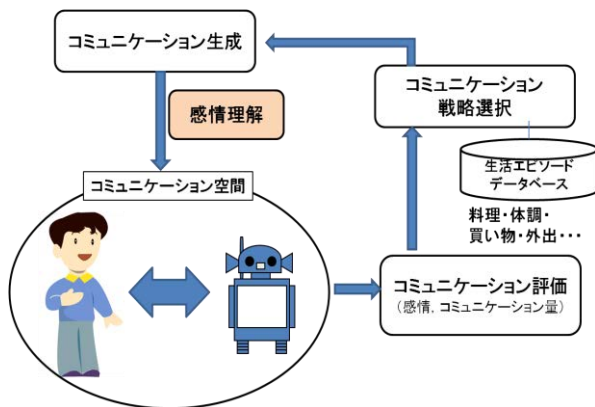 コミュニケーション生成
感情理解
コミュニケーション
戦略選択
生活エピソード
データベース
料理・体調・
買い物・外出・・・
コミュニケーション空間
コミュニケーション評価
(感情、コミュニケーション量)